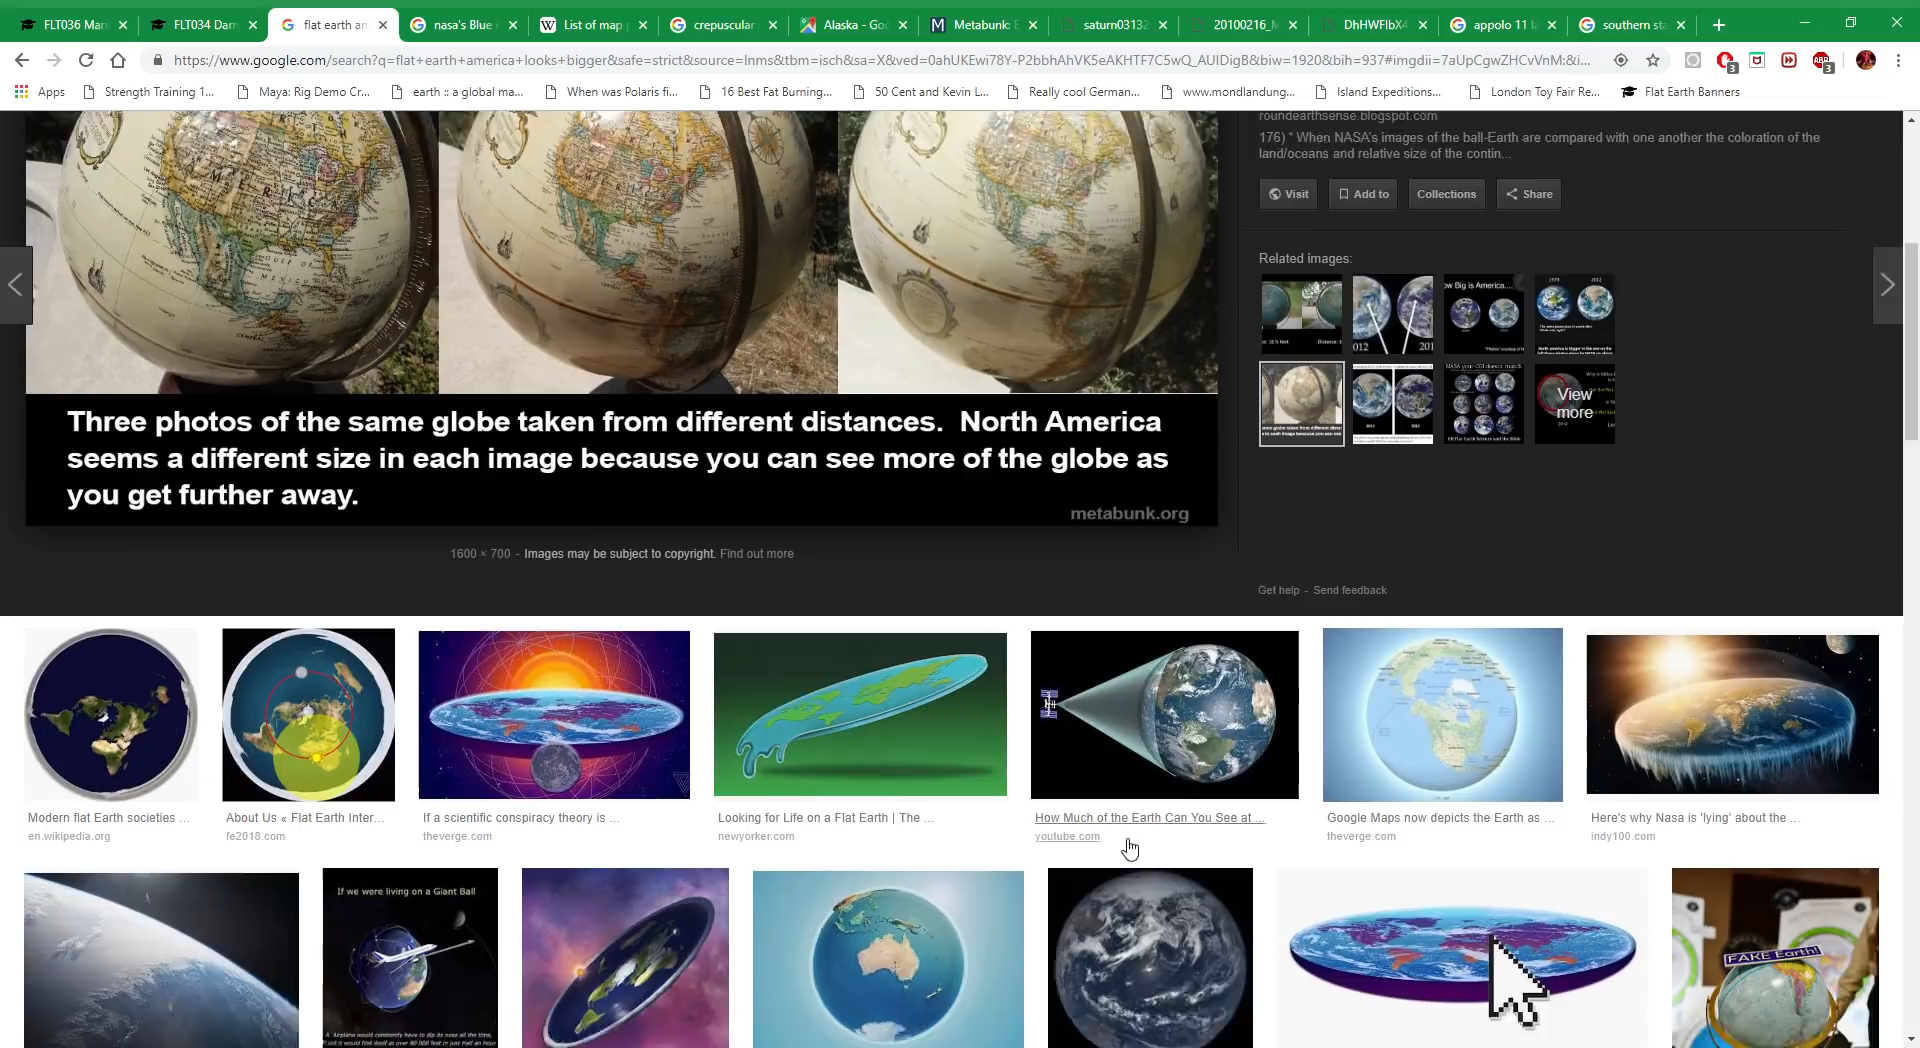 FLT036 Mari
FLT034 Dam
flat earth am
nasa's Blue
List of map
crepuscular
Alaska - Goo
Metabunk: E
saturn03132
20100216_M
DhHWFlbX4
appolo 11 l
southern sta
https://www.google.com/search?q=flat+earth+america+looks+bigger&safe=strict&source=lnms&tbm=isch&sa=X&ved=0ahUKEwi78Y-P2bbhAhVK5eAKHTF7C5wQ_AUIDigB&biw=1920&bih=937#imgdii=7aUpCgwZHCvVnM:&i...
3
3
Apps
Strength Training 1...
Maya: Rig Demo Cr...
earth :: a global ma...
When was Polaris fi...
16 Best Fat Burning...
50 Cent and Kevin L...
Really cool German...
www.mondlandung...
Island Expeditions...
London Toy Fair Re...
Flat Earth Banners
roundearthsense.blogspot.com
176) " When NASA's images of the ball-Earth are compared with one another the coloration of the
land/oceans and relative size of the contin...
Visit
Add to
Collections
Share
Related images:
View
more
Three photos of the same globe taken from different distances. North America
seems a different size in each image because you can see more of the globe as
you get further away.
metabunk.org
1600 × 700 - Images may be subject to copyright. Find out more
Get help - Send feedback
Modern flat Earth societies ...
en.wikipedia.org
About Us « Flat Earth Inter...
fe2018.com
If a scientific conspiracy theory is ...
theverge.com
Looking for Life on a Flat Earth | The ...
newyorker.com
How Much of the Earth Can You See at ...
youtube.com
Google Maps now depicts the Earth as ...
theverge.com
Here's why Nasa is 'lying' about the ...
indy100.com
If we were living on a Giant Ball
FAKE Earth!